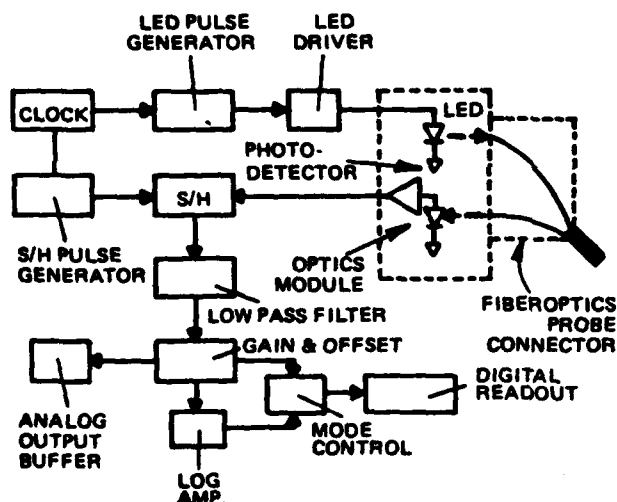 LED PULSE
GENERATOR
LED
DRIVER
CLOCK
LED
PHOTO-
DETECTOR
S/H
S/H PULSE
GENERATOR
OPTICS
MODULE
FIBEROPTICS
PROBE
CONNECTOR
LOW PASS FILTER
GAIN & OFFSET
DIGITAL
READOUT
ANALOG
OUTPUT
BUFFER
MODE
CONTROL
LOG
AMP